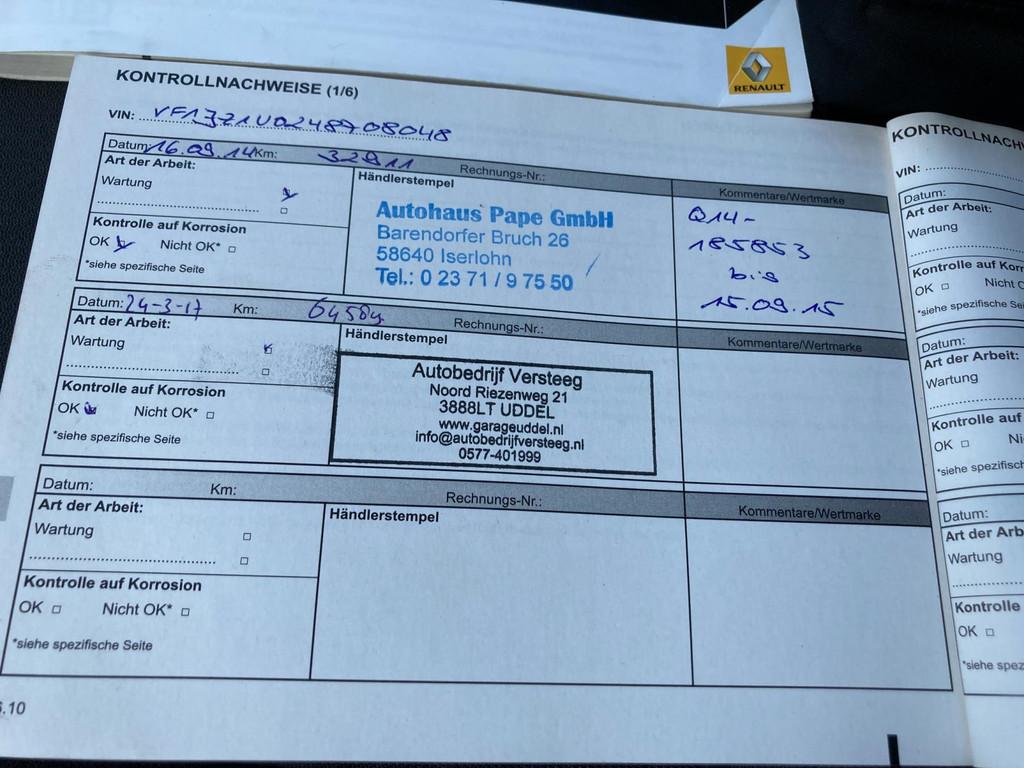 RENAULT
KONTROLLNACHWEISE (1/6)
VIN: VF1JZ1U0248708048
Datum: 16.09.14 Km: 32911 Rechnungs-Nr.:
Art der Arbeit:
Wartung
Kontrolle auf Korrosion
OK Nicht OK*
*siehe spezifische Seite
Händlerstempel
Autohaus Pape GmbH
Barendorfer Bruch 26
58640 Iserlohn
Tel.: 0 23 71 / 9 75 50
Kommentare/Wertmarke
Q14-
185853
bis
15.09.15
Datum: 24-3-17 Km: 64584 Rechnungs-Nr.:
Art der Arbeit:
Wartung
Kontrolle auf Korrosion
OK Nicht OK*
*siehe spezifische Seite
Händlerstempel
Autobedrijf Versteeg
Noord Riezenweg 21
3888LT UDDEL
www.garageuddel.nl
info@autobedrijfversteeg.nl
0577-401999
Kommentare/Wertmarke
Datum: Km: Rechnungs-Nr.:
Art der Arbeit:
Wartung
Kontrolle auf Korrosion
OK Nicht OK*
*siehe spezifische Seite
Händlerstempel
Kommentare/Wertmarke
6.10
KONTROLLNACH
VIN:
Datum:
Art der Arbeit:
Wartung
Kontrolle auf Korr
OK Nicht
*siehe spezifische Sei
Datum:
Art der Arbeit:
Wartung
Kontrolle auf
OK Ni
*siehe spezifisch
Datum:
Art der Arb
Wartung
Kontrolle
OK
*siehe spez